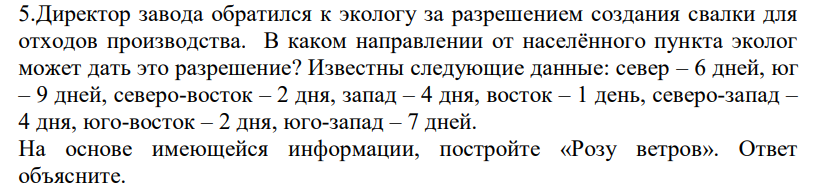 5.Директор завода обратился к экологу за разрешением создания свалки для
отходов производства. В каком направлении от населённого пункта эколог
может дать это разрешение? Известны следующие данные: север – 6 дней, юг
– 9 дней, северо-восток – 2 дня, запад – 4 дня, восток – 1 день, северо-запад –
4 дня, юго-восток – 2 дня, юго-запад – 7 дней.
На основе имеющейся информации, постройте «Розу ветров». Ответ
объясните.